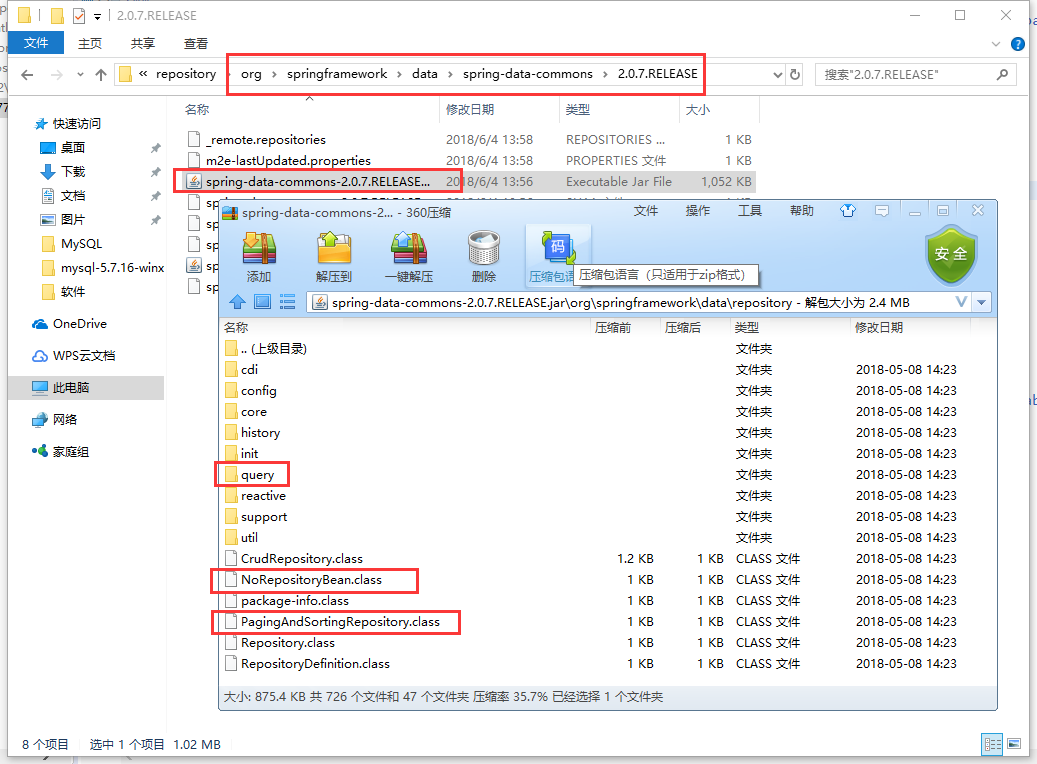 2.0.7.RELEASE
文件 主页 共享 查看
« repository › org › springframework › data › spring-data-commons › 2.0.7.RELEASE
搜索"2.0.7.RELEASE"
名称 修改日期 类型 大小
快速访问
桌面
下载
文档
图片
MySQL
mysql-5.7.16-winx
软件
OneDrive
WPS云文档
此电脑
网络
家庭组
_remote.repositories 2018/6/4 13:58 REPOSITORIES ... 1 KB
m2e-lastUpdated.properties 2018/6/4 13:58 PROPERTIES 文件 1 KB
spring-data-commons-2.0.7.RELEASE... 2018/6/4 13:56 Executable Jar File 1,052 KB
sp
sp
sp
sp
spring-data-commons-2... - 360压缩
文件 操作 工具 帮助
添加 解压到 一键解压 删除 压缩包语
压缩包语言（只适用于zip格式）
安全
spring-data-commons-2.0.7.RELEASE.jar\org\springframework\data\repository - 解包大小为 2.4 MB
名称 压缩前 压缩后 类型 修改日期
.. (上级目录) 文件夹
cdi 文件夹 2018-05-08 14:23
config 文件夹 2018-05-08 14:23
core 文件夹 2018-05-08 14:23
history 文件夹 2018-05-08 14:23
init 文件夹 2018-05-08 14:23
query 文件夹 2018-05-08 14:23
reactive 文件夹 2018-05-08 14:23
support 文件夹 2018-05-08 14:23
util 文件夹 2018-05-08 14:23
CrudRepository.class 1.2 KB 1 KB CLASS 文件 2018-05-08 14:23
NoRepositoryBean.class 1 KB 1 KB CLASS 文件 2018-05-08 14:23
package-info.class 1 KB 1 KB CLASS 文件 2018-05-08 14:23
PagingAndSortingRepository.class 1 KB 1 KB CLASS 文件 2018-05-08 14:23
Repository.class 1 KB 1 KB CLASS 文件 2018-05-08 14:23
RepositoryDefinition.class 1 KB 1 KB CLASS 文件 2018-05-08 14:23
大小: 875.4 KB 共 726 个文件和 47 个文件夹 压缩率 35.7% 已经选择 1 个文件夹
8 个项目 选中 1 个项目 1.02 MB